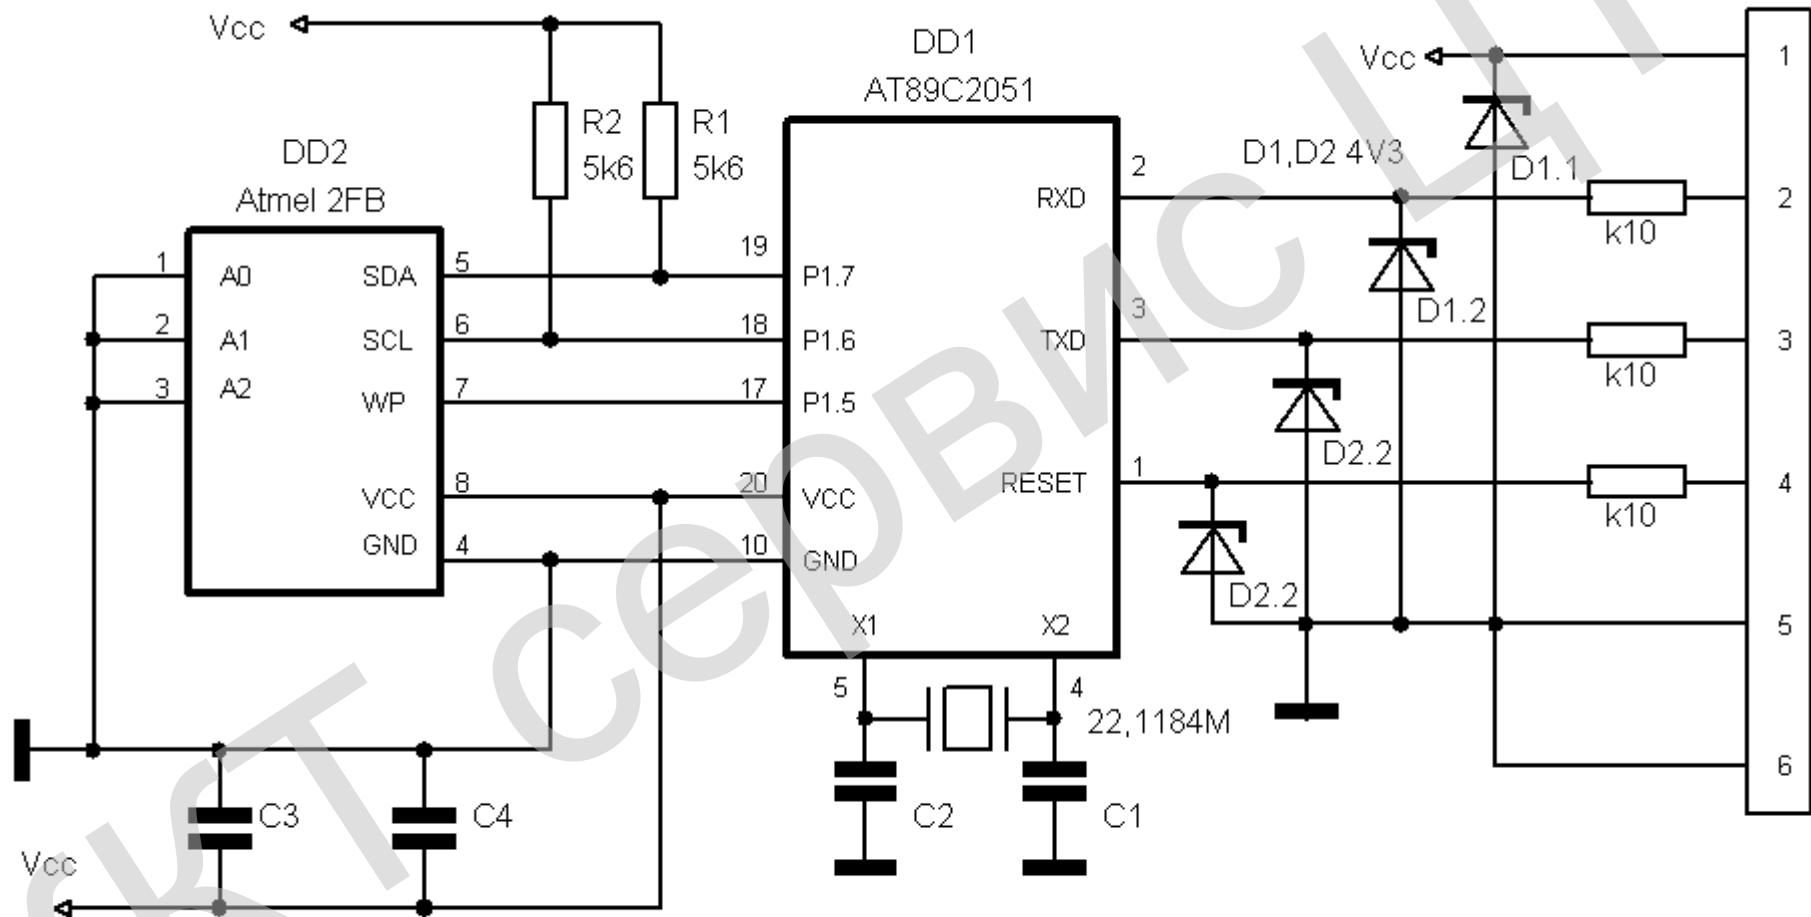 Vcc
DD1
AT89C2051
Vcc
1
R2
5k6
R1
5k6
DD2
Atmel 2FB
D1,D2 4V3
D1.1
2
RXD
k10
2
1
A0
SDA
5
19
P1.7
D1.2
2
A1
SCL
6
18
P1.6
3
TXD
k10
3
3
A2
WP
7
17
P1.5
D2.2
VCC
8
20
VCC
1
RESET
k10
4
GND
4
10
GND
D2.2
X1
X2
5
5
4
22,1184M
6
C3
C4
C2
C1
Vcc
КТ сервис Ц